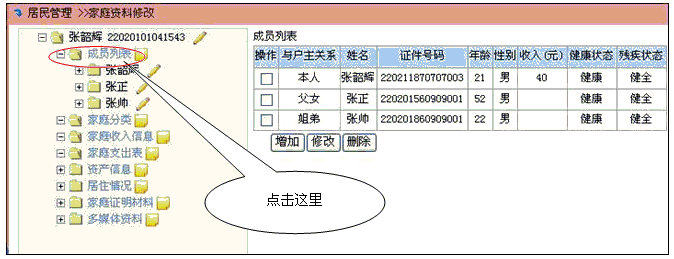 居民管理 >>家庭资料修改
张韶辉 22020101041543
成员列表
张韶辉
张正
张帅
家庭分类
家庭收入信息
家庭支出表
资产信息
居住情况
家庭证明材料
多媒体资料
成员列表
操作 与户主关系 姓名 证件号码 年龄 性别 收入(元) 健康状态 残疾状态
本人 张韶辉 220211870707003 21 男 40 健康 健全
父女 张正 220201560909001 52 男 健康 健全
姐弟 张帅 220201860909001 22 男 健康 健全
增加 修改 删除
点击这里